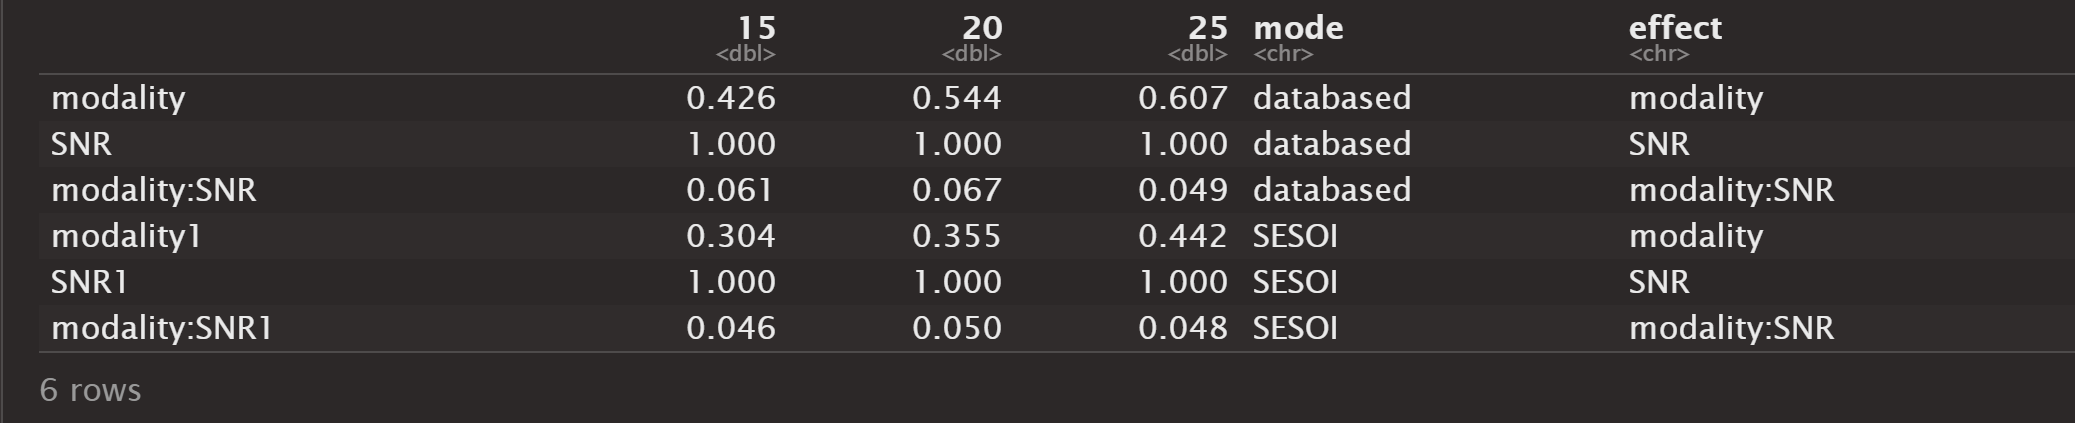 15 20 25 mode effect
<dbl> <dbl> <dbl> <chr> <chr>
modality 0.426 0.544 0.607 databased modality
SNR 1.000 1.000 1.000 databased SNR
modality:SNR 0.061 0.067 0.049 databased modality:SNR
modality1 0.304 0.355 0.442 SESOI modality
SNR1 1.000 1.000 1.000 SESOI SNR
modality:SNR1 0.046 0.050 0.048 SESOI modality:SNR
6 rows